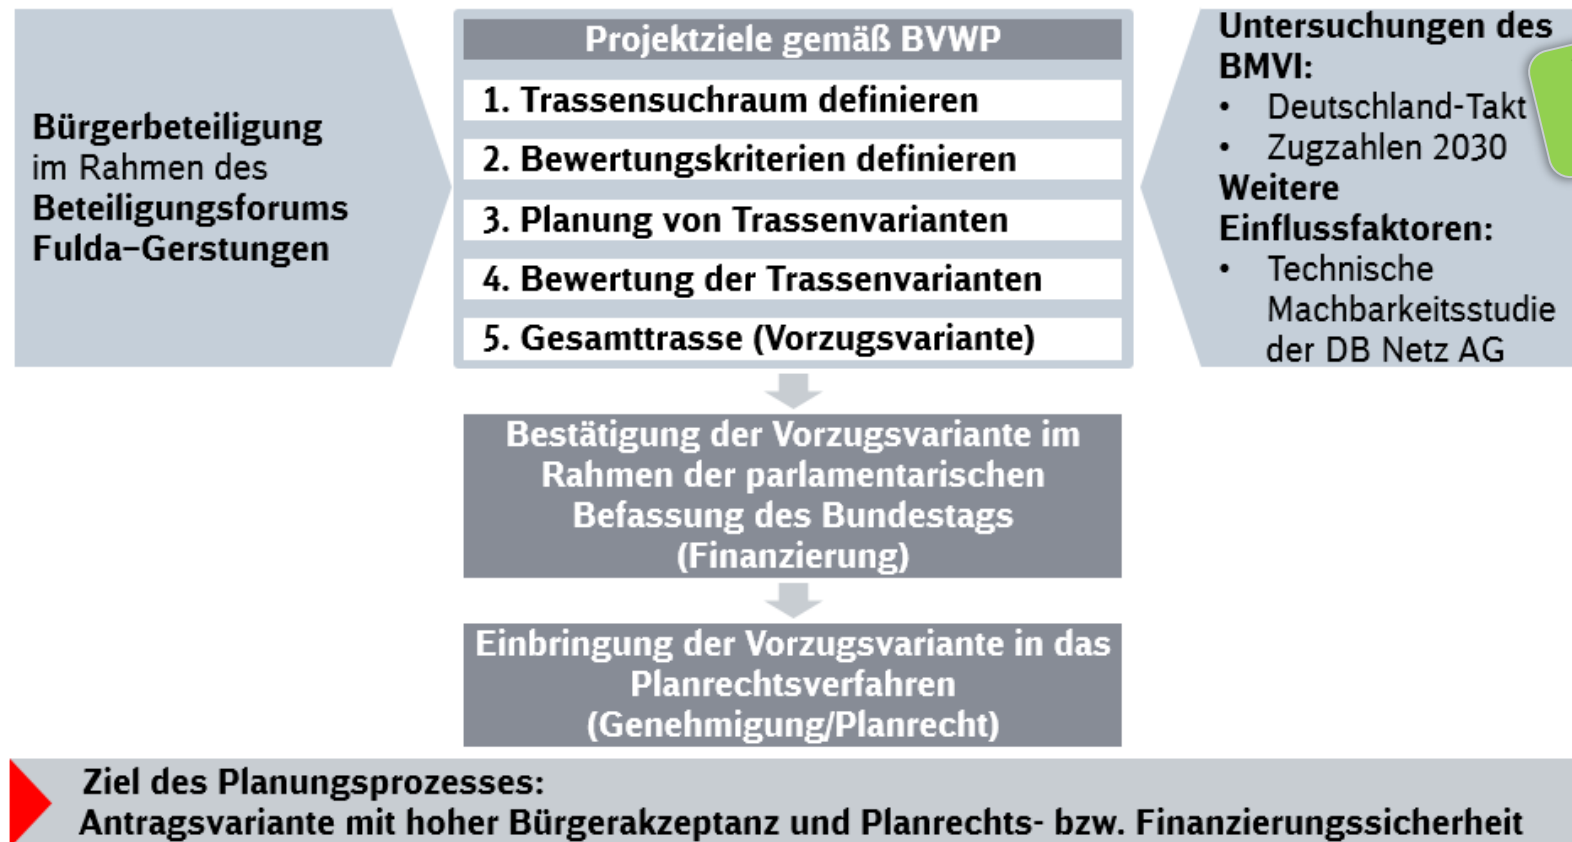 Bürgerbeteiligung
im Rahmen des
Beteiligungsforums
Fulda–Gerstungen
Projektziele gemäß BVWP
1. Trassensuchraum definieren
2. Bewertungskriterien definieren
3. Planung von Trassenvarianten
4. Bewertung der Trassenvarianten
5. Gesamttrasse (Vorzugsvariante)
Untersuchungen des
BMVI:
• Deutschland-Takt
• Zugzahlen 2030
Weitere
Einflussfaktoren:
• Technische
Machbarkeitsstudie
der DB Netz AG
Bestätigung der Vorzugsvariante im
Rahmen der parlamentarischen
Befassung des Bundestags
(Finanzierung)
Einbringung der Vorzugsvariante in das
Planrechtsverfahren
(Genehmigung/Planrecht)
Ziel des Planungsprozesses:
Antragsvariante mit hoher Bürgerakzeptanz und Planrechts- bzw. Finanzierungssicherheit